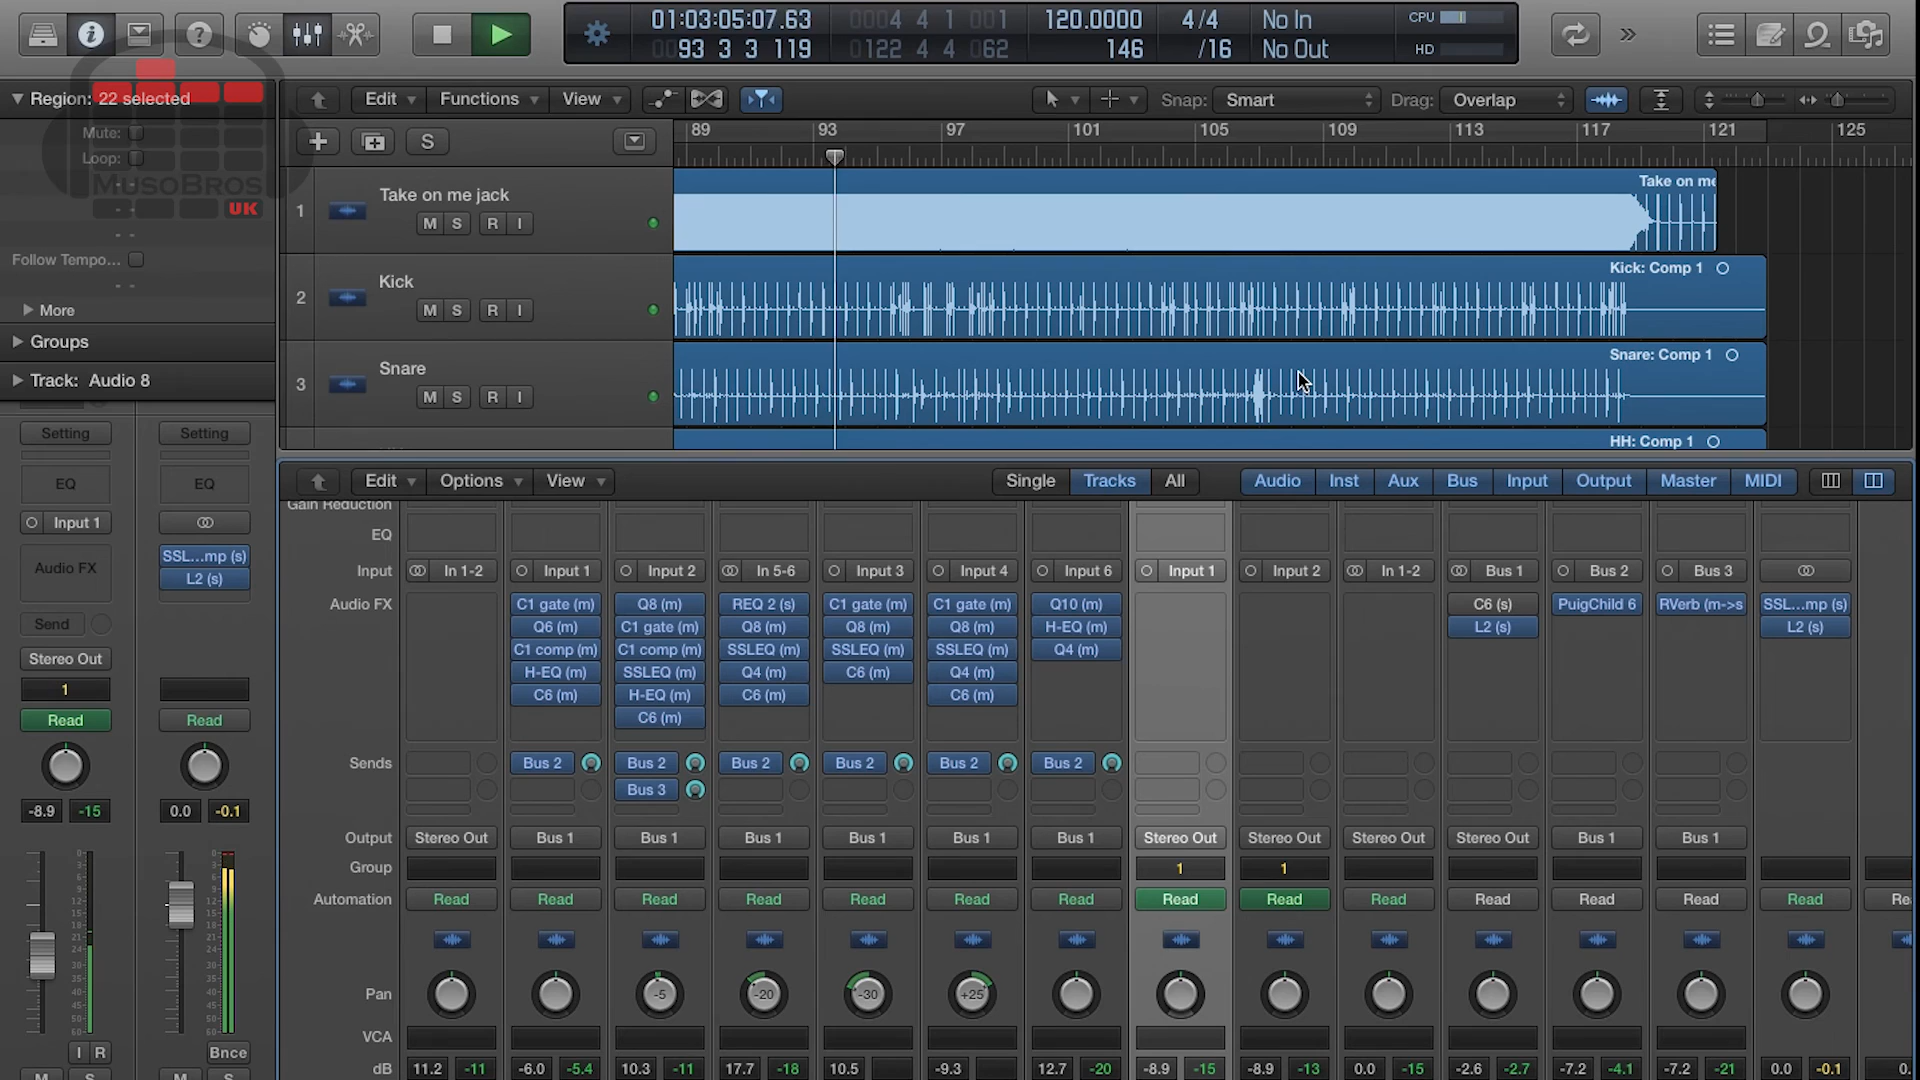 01:03:05:07.63
0004 4 1 001
120.0000
4/4
No In
CPU
0093 3 3 119
0122 4 4 062
146
/16
No Out
HD
Region: 22 selected
Mute:
Loop:
MUSOBROS
UK
Follow Tempo...
More
Groups
Track: Audio 8
Edit Functions View
Snap: Smart Drag: Overlap
S
89 93 97 101 105 109 113 117 121 125
1 Take on me jack
M S R I
Take on me
2 Kick
M S R I
Kick: Comp 1
3 Snare
M S R I
Snare: Comp 1
HH: Comp 1
Setting Setting
EQ EQ
Input 1
Audio FX
SSL...mp (s)
L2 (s)
Send
Stereo Out
1
Read Read
-8.9 -15 0.0 -0.1
I R Bnce
M M
S S
Edit Options View
Single Tracks All
Audio Inst Aux Bus Input Output Master MIDI
Gain Reduction
EQ
Input In 1-2 Input 1 Input 2 In 5-6 Input 3 Input 4 Input 6 Input 1 Input 2 In 1-2 Bus 1 Bus 2 Bus 3
Audio FX C1 gate (m) Q8 (m) REQ 2 (s) C1 gate (m) C1 gate (m) Q10 (m) C6 (s) PuigChild 6 RVerb (m->s SSL...mp (s)
Q6 (m) C1 gate (m) Q8 (m) Q8 (m) Q8 (m) H-EQ (m) L2 (s) L2 (s)
C1 comp (m) C1 comp (m) SSLEQ (m) SSLEQ (m) SSLEQ (m) Q4 (m)
H-EQ (m) SSLEQ (m) Q4 (m) C6 (m) Q4 (m)
C6 (m) H-EQ (m) C6 (m) C6 (m)
C6 (m)
Sends Bus 2 Bus 2 Bus 2 Bus 2 Bus 2 Bus 2
Bus 3
Output Stereo Out Bus 1 Bus 1 Bus 1 Bus 1 Bus 1 Bus 1 Stereo Out Stereo Out Stereo Out Stereo Out Bus 1 Bus 1
Group 1 1
Automation Read Read Read Read Read Read Read Read Read Read Read Read Read Read Re
Pan -5 -20 -30 +25
VCA
dB 11.2 -11 -6.0 -5.4 10.3 -11 17.7 -18 10.5 -9.3 12.7 -20 -8.9 -15 -8.9 -13 0.0 -15 -2.6 -2.7 -7.2 -4.1 -7.2 -21 0.0 -0.1 0.